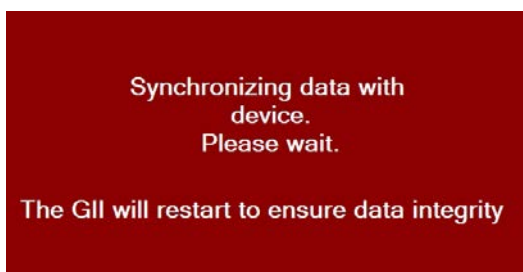 Synchronizing data with
device.
Please wait.
The GII will restart to ensure data integrity